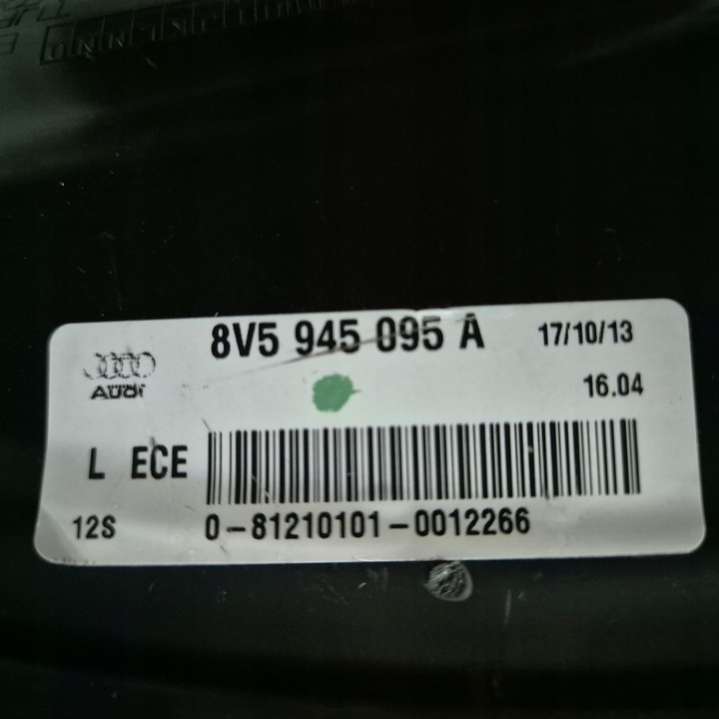 8V5 945 095 A 17/10/13
AUDI
16.04
L ECE
12S 0-81210101-0012266